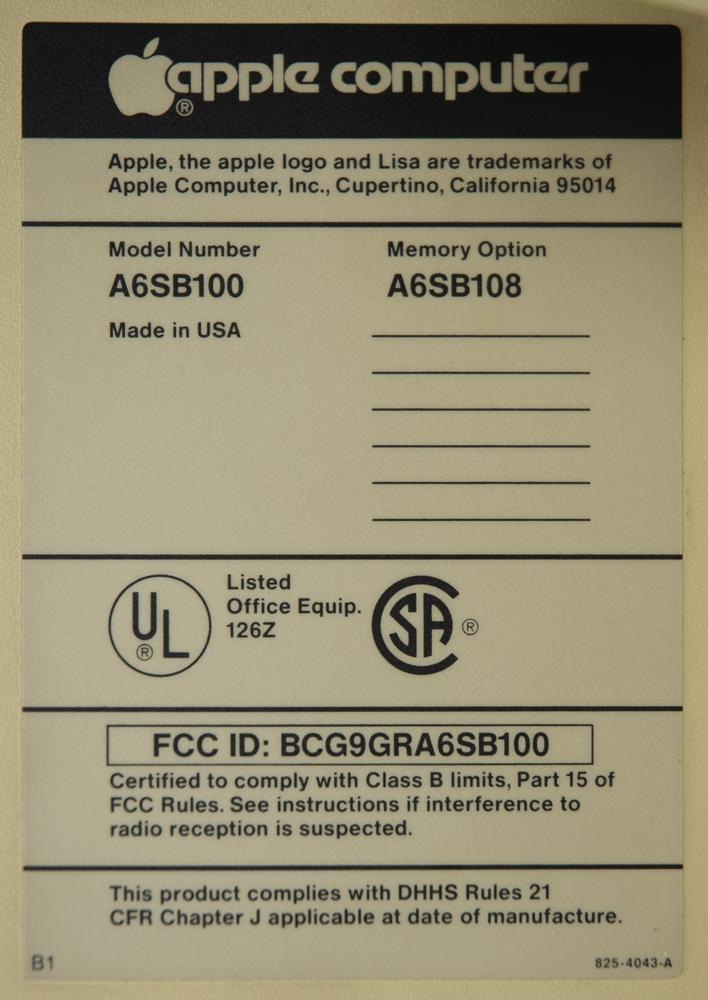 apple computer®
Apple, the apple logo and Lisa are trademarks of
Apple Computer, Inc., Cupertino, California 95014
Model Number
A6SB100
Made in USA
Memory Option
A6SB108
UL®
Listed
Office Equip.
126Z
CSA®
FCC ID: BCG9GRA6SB100
Certified to comply with Class B limits, Part 15 of
FCC Rules. See instructions if interference to
radio reception is suspected.
This product complies with DHHS Rules 21
CFR Chapter J applicable at date of manufacture.
B1
825-4043-A